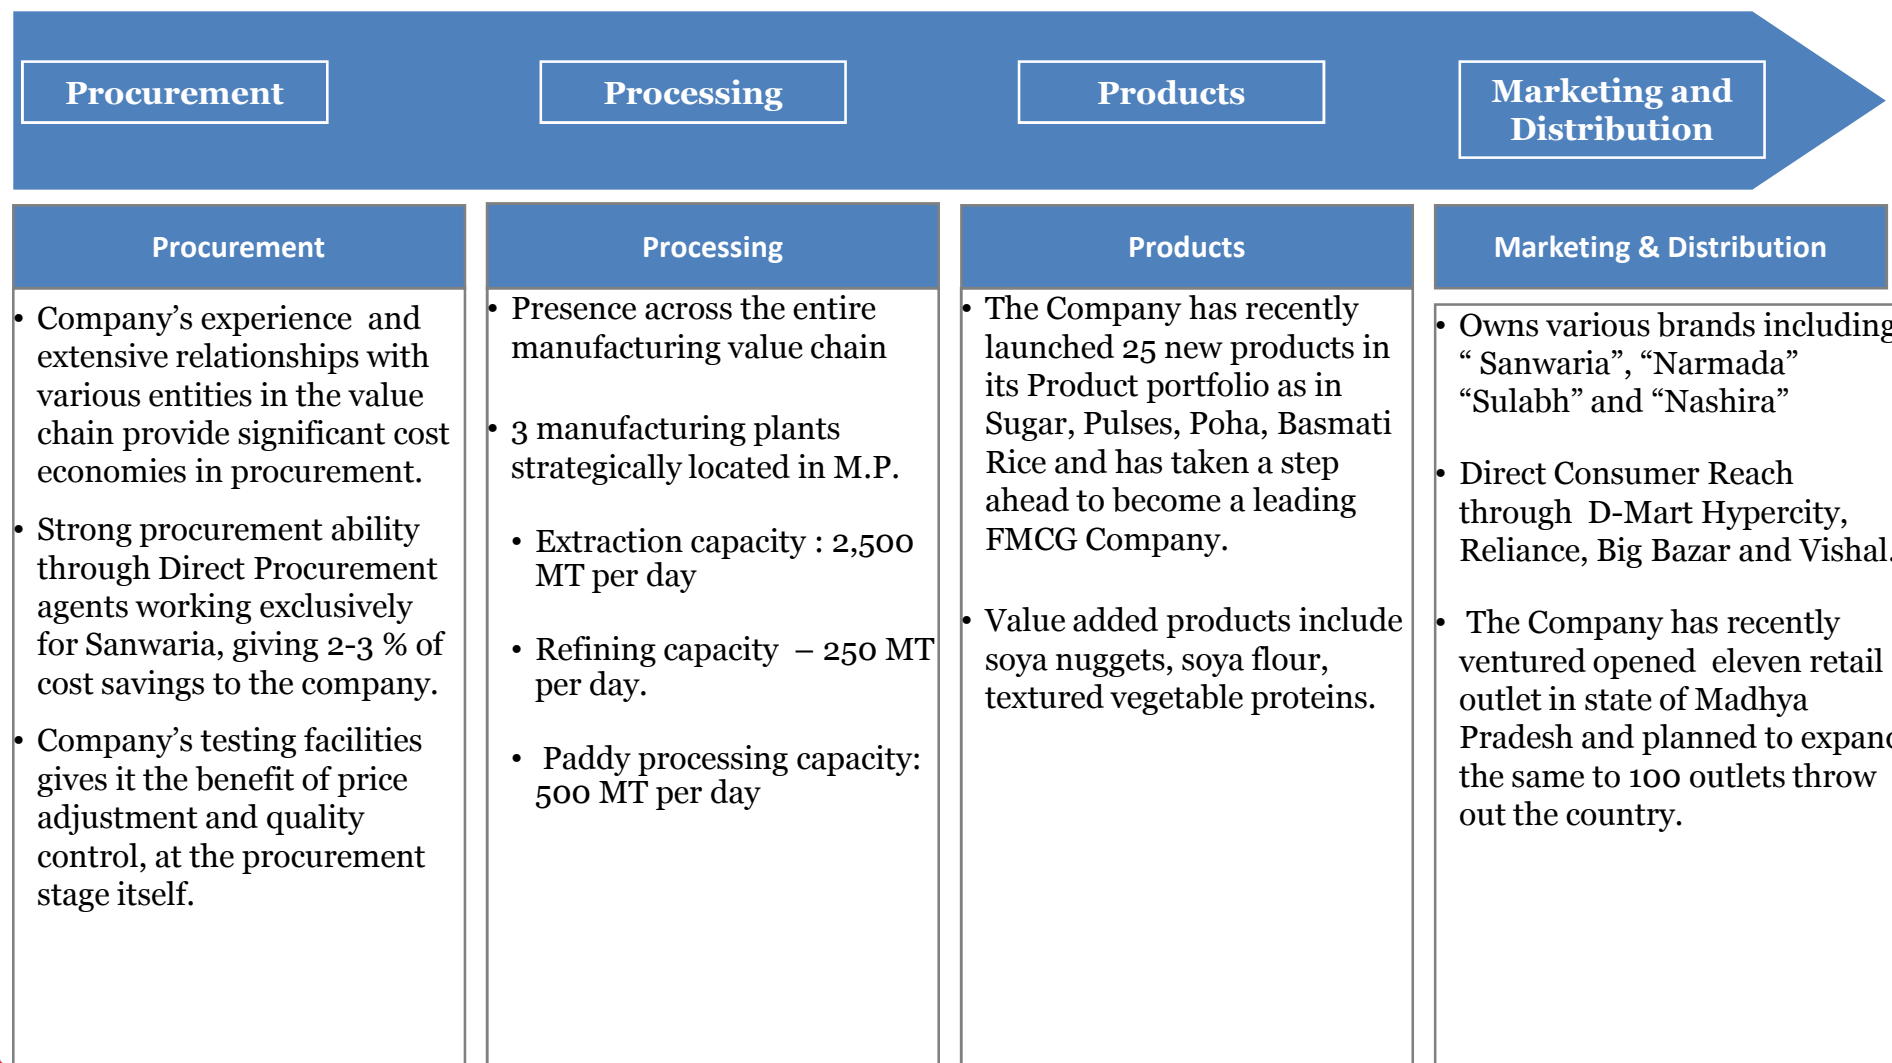 Procurement
Processing
Products
Marketing and
Distribution
Procurement
• Company’s experience  and
extensive relationships with
various entities in the value
chain provide significant cost
economies in procurement.
• Strong procurement ability
through Direct Procurement
agents working exclusively
for Sanwaria, giving 2-3 % of
cost savings to the company.
• Company’s testing facilities
gives it the benefit of price
adjustment and quality
control, at the procurement
stage itself.
Processing
• Presence across the entire
manufacturing value chain
• 3 manufacturing plants
strategically located in M.P.
• Extraction capacity : 2,500
MT per day
• Refining capacity  – 250 MT
per day.
• Paddy processing capacity:
500 MT per day
Products
• The Company has recently
launched 25 new products in
its Product portfolio as in
Sugar, Pulses, Poha, Basmati
Rice and has taken a step
ahead to become a leading
FMCG Company.
• Value added products include
soya nuggets, soya flour,
textured vegetable proteins.
Marketing & Distribution
• Owns various brands including
“ Sanwaria”, “Narmada”
“Sulabh” and “Nashira”
• Direct Consumer Reach
through  D-Mart Hypercity,
Reliance, Big Bazar and Vishal.
• The Company has recently
ventured opened  eleven retail
outlet in state of Madhya
Pradesh and planned to expand
the same to 100 outlets throw
out the country.